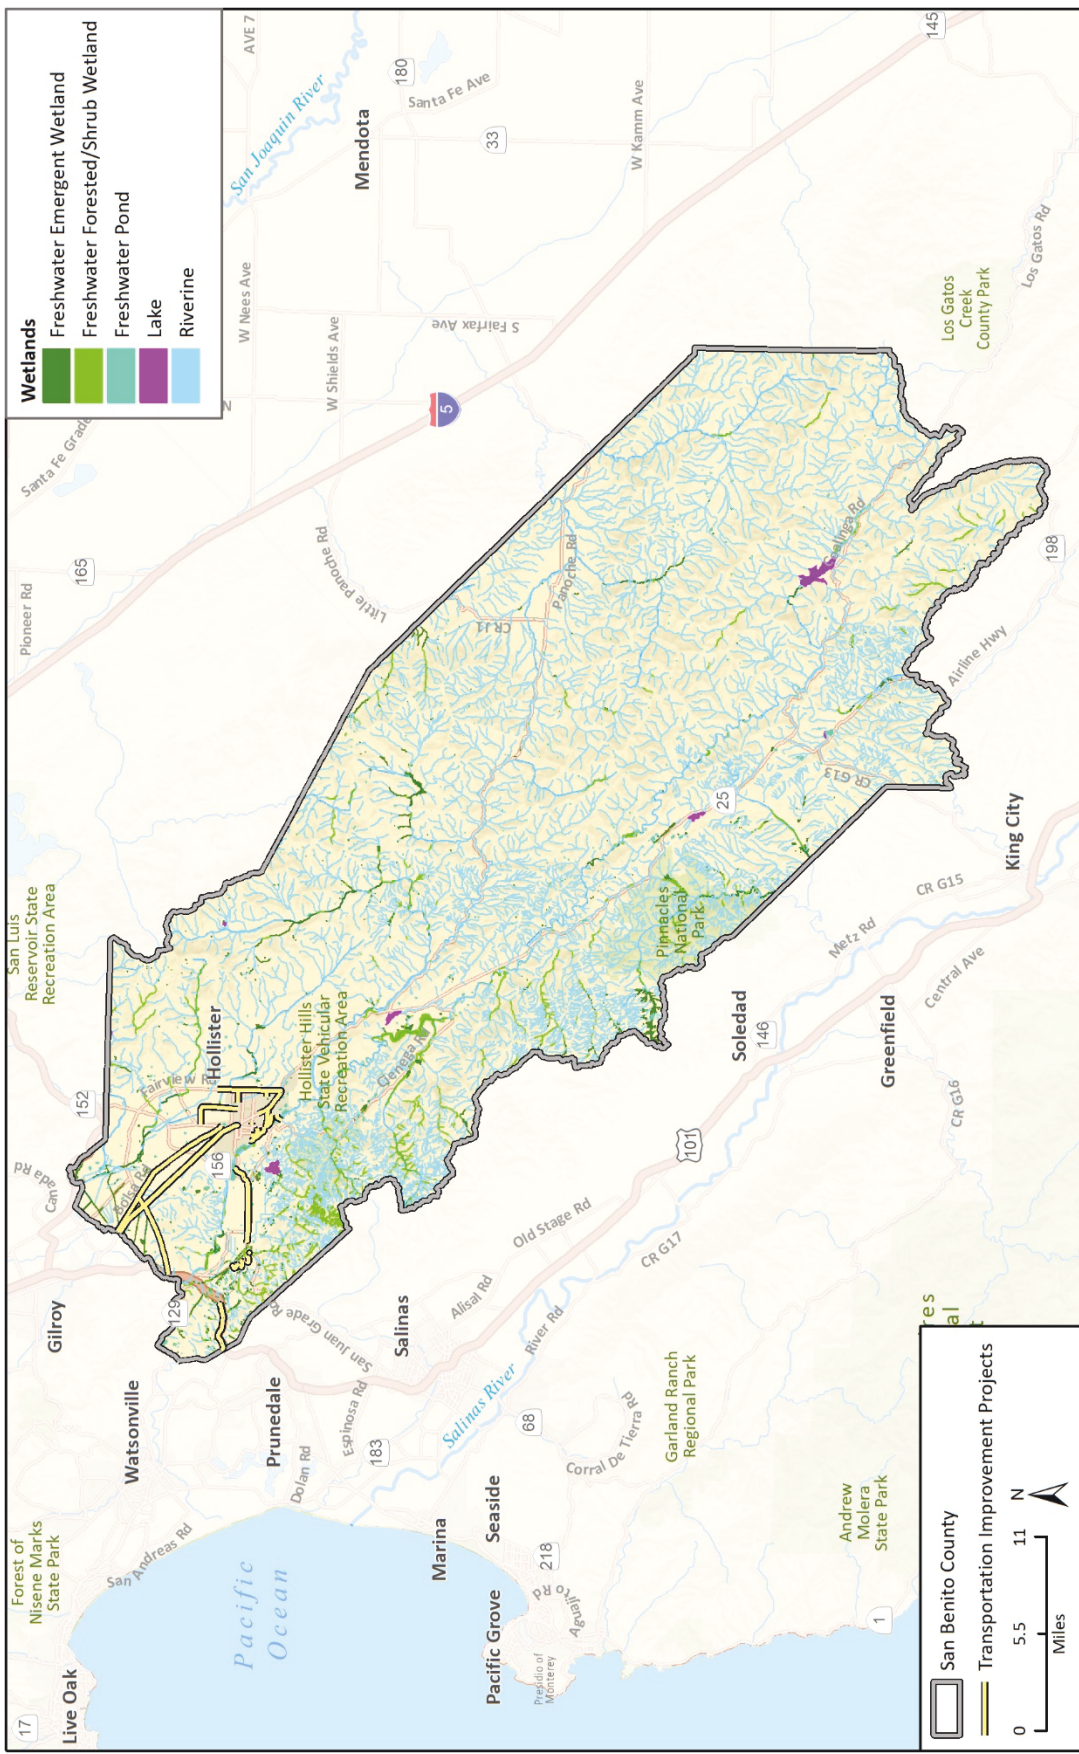 Wetlands
Freshwater Emergent Wetland
Freshwater Forested/Shrub Wetland
Freshwater Pond
Lake
Riverine
17
Live Oak
Forest of
Nisene Marks
State Park
San Andreas Rd
Watsonville
Gilroy
129
152
Bolsa Rd
156
Fairview Rd
Hollister
San Luis
Reservoir State
Recreation Area
Pioneer Rd
165
Santa Fe Grade
AVE 7
San Joaquin River
180
Santa Fe Ave
Mendota
33
145
W Nees Ave
W Shields Ave
S Fairfax Ave
W Kamm Ave
5
Little Panoche Rd
CR J1
Panoche Rd
Los Gatos
Creek
County Park
Los Gatos Rd
Coalinga Rd
198
Airline Hwy
CR G13
25
King City
Pinnacles
National
Park
Hollister Hills
State Vehicular
Recreation Area
Cienega Rd
Pacific
Ocean
Prunedale
Dolan Rd
San Juan Grade Rd
Espinosa Rd
183
Salinas
Alisal Rd
Old Stage Rd
101
Soledad
146
Metz Rd
CR G15
Greenfield
Central Ave
CR G16
CR G17
River Rd
Salinas River
Marina
Seaside
68
Corral De Tierra Rd
Garland Ranch
Regional Park
Pacific Grove
218
Aguajito Rd
Presidio of
Monterey
Andrew
Molera
State Park
1
San Benito County
Transportation Improvement Projects
0
5.5
11
Miles
N